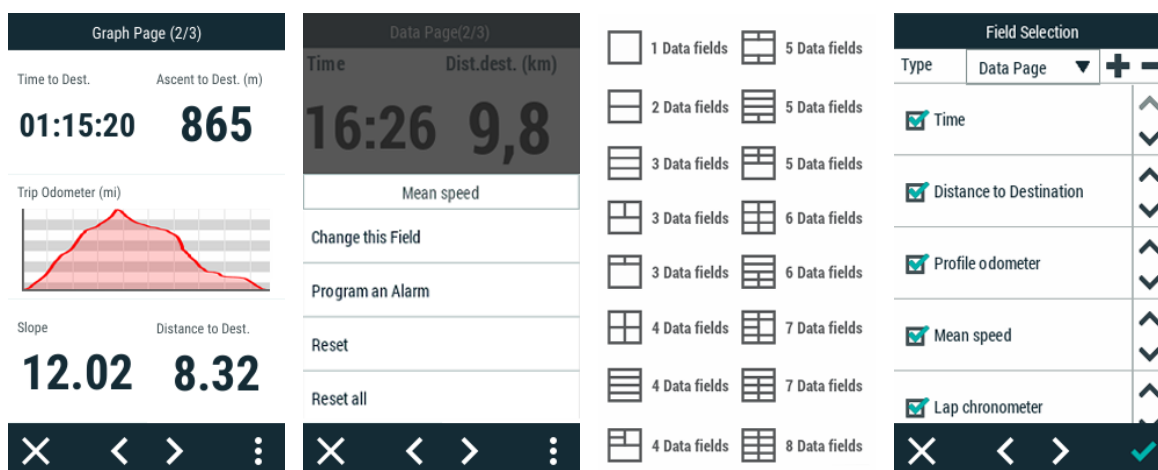 Graph Page (2/3)
Time to Dest.
Ascent to Dest. (m)
01:15:20
865
Trip Odometer (mi)
Slope
Distance to Dest.
12.02
8.32
Data Page(2/3)
Time
Dist.dest. (km)
16:26
9,8
Mean speed
Change this Field
Program an Alarm
Reset
Reset all
1 Data fields
5 Data fields
2 Data fields
5 Data fields
3 Data fields
5 Data fields
3 Data fields
6 Data fields
3 Data fields
6 Data fields
4 Data fields
7 Data fields
4 Data fields
7 Data fields
4 Data fields
8 Data fields
Field Selection
Type
Data Page
Time
Distance to Destination
Profile odometer
Mean speed
Lap chronometer